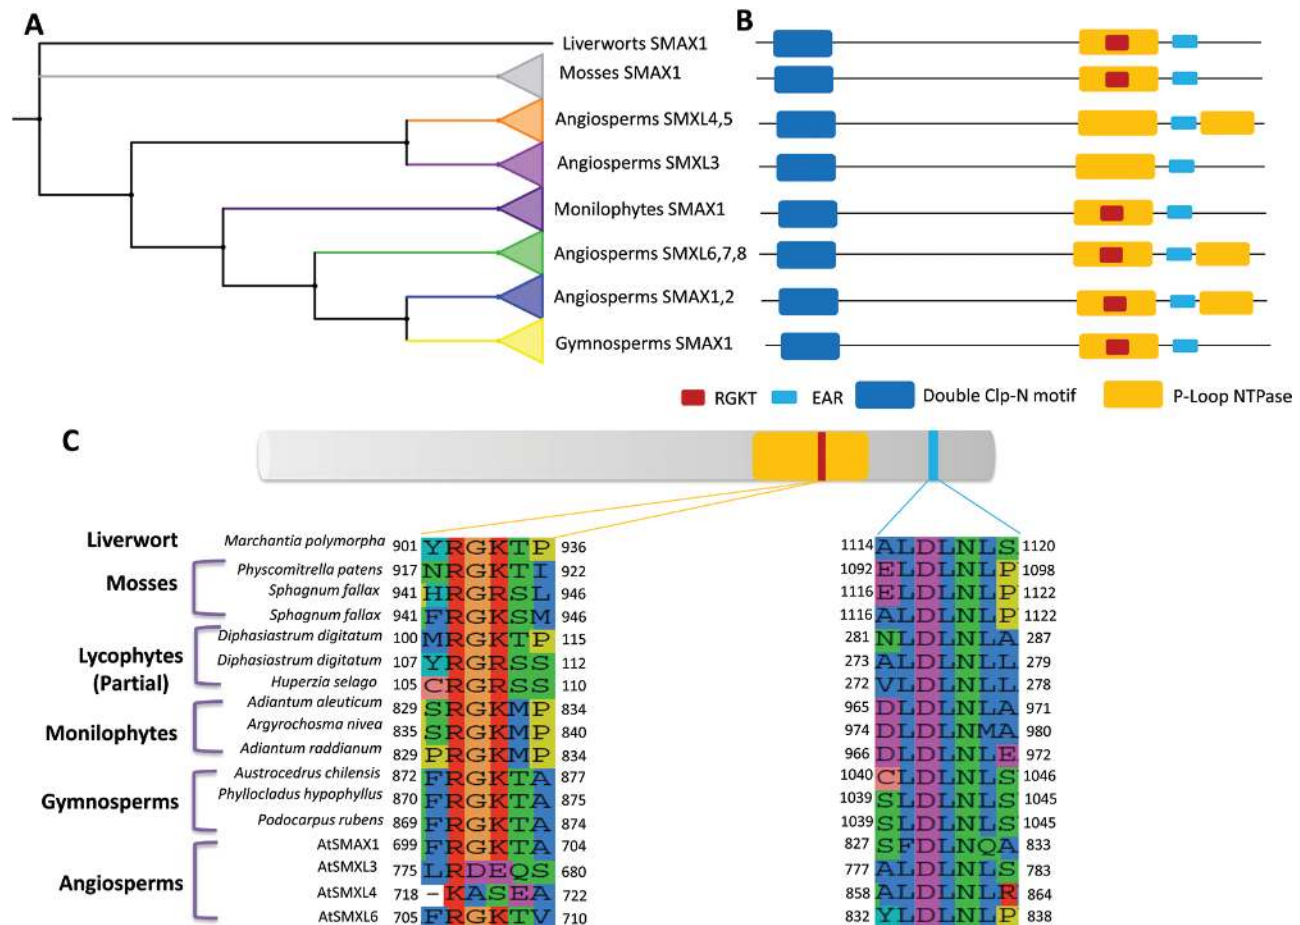 A
B
Liverworts SMAX1
Mosses SMAX1
Angiosperms SMXL4,5
Angiosperms SMXL3
Monilophytes SMAX1
Angiosperms SMXL6,7,8
Angiosperms SMAX1,2
Gymnosperms SMAX1
RGKT EAR Double Clp-N motif P-Loop NTPase
C
Liverwort Marchantia polymorpha 901 YRGKTP 936 1114 ALDLNLS 1120
Mosses
Physcomitrella patens 917 NRGKTI 922 1092 ELDLNLP 1098
Sphagnum fallax 941 HRGRSL 946 1116 ELDLNLP 1122
Sphagnum fallax 941 FRGKSM 946 1116 ALDLNLP 1122
Lycophytes
(Partial)
Diphasiastrum digitatum 100 MRGKTP 115 281 NLDLNLA 287
Diphasiastrum digitatum 107 YRGRSS 112 273 ALDLNLL 279
Huperzia selago 105 CRGRSS 110 272 VLDLNLL 278
Monilophytes
Adiantum aleuticum 829 SRGKMP 834 965 DLDLNLA 971
Argyrochosma nivea 835 SRGKMP 840 974 DLDLNMA 980
Adiantum raddianum 829 PRGKMP 834 966 DLDLNLE 972
Gymnosperms
Austrocedrus chilensis 872 FRGKTA 877 1040 CLDLNLS 1046
Phyllocladus hypophyllus 870 FRGKTA 875 1039 SLDLNLS 1045
Podocarpus rubens 869 FRGKTA 874 1039 SLDLNLS 1045
Angiosperms
AtSMAX1 699 FRGKTA 704 827 SFDLNQA 833
AtSMXL3 775 LRDEQS 680 777 ALDLNLS 783
AtSMXL4 718 -KASEA 722 858 ALDLNLR 864
AtSMXL6 705 FRGKTV 710 832 YLDLNLP 838